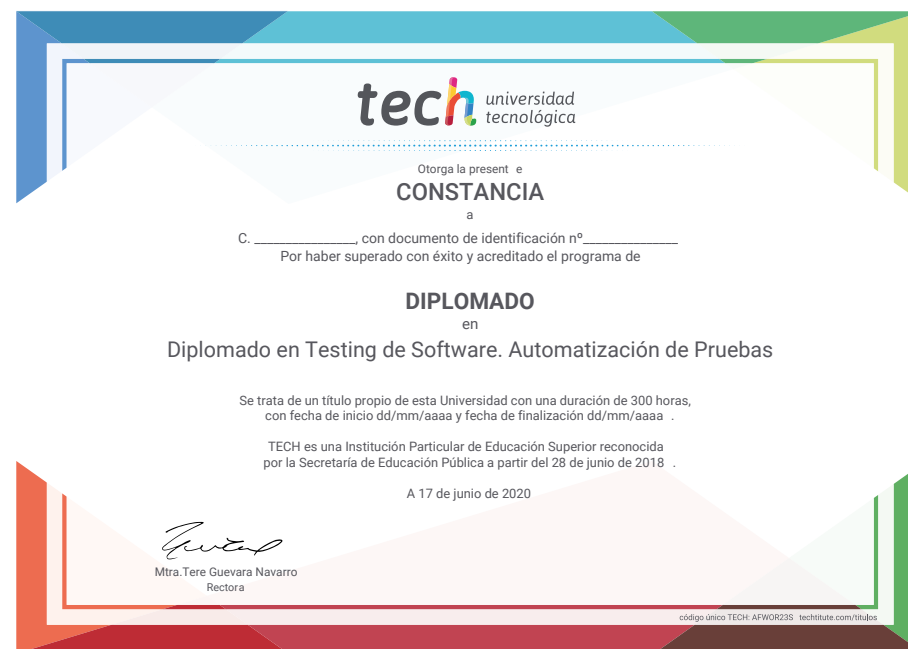 tech universidad
tecnológica
Otorga la present e
CONSTANCIA
a
C. _______________, con documento de identificación nº______________
Por haber superado con éxito y acreditado el programa de
DIPLOMADO
en
Diplomado en Testing de Software. Automatización de Pruebas
Se trata de un título propio de esta Universidad con una duración de 300 horas,
con fecha de inicio dd/mm/aaaa y fecha de finalización dd/mm/aaaa .
TECH es una Institución Particular de Educación Superior reconocida
por la Secretaría de Educación Pública a partir del 28 de junio de 2018 .
A 17 de junio de 2020
Mtra.Tere Guevara Navarro
Rectora
código único TECH: AFWOR23S techtitute.com/titulos